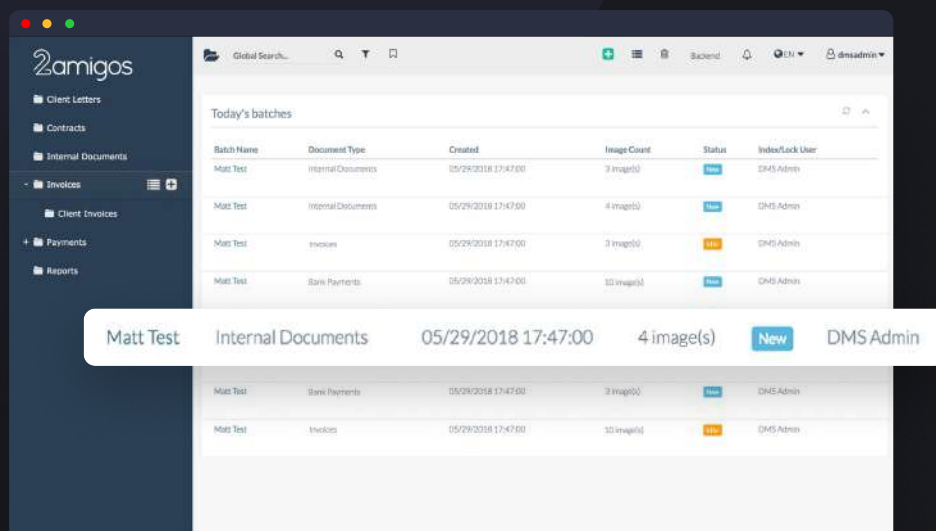 2amigos
Global Search...
Backend
EN
dmsadmin
Client Letters
Contracts
Internal Documents
Invoices
Client Invoices
+ Payments
Reports
Today's batches
Batch Name Document Type Created Image Count Status Index/Lock User
Matt Test Internal Documents 05/29/2018 17:47:00 3 image(s) New DMS Admin
Matt Test Internal Documents 05/29/2018 17:47:00 4 image(s) New DMS Admin
Matt Test Invoices 05/29/2018 17:47:00 3 image(s) DMS Admin
Matt Test Bank Payments 05/29/2018 17:47:00 10 image(s) New DMS Admin
Matt Test Internal Documents 05/29/2018 17:47:00 4 image(s) New DMS Admin
Matt Test Bank Payments 05/29/2018 17:47:00 3 image(s) New DMS Admin
Matt Test Invoices 05/29/2018 17:47:00 10 image(s) DMS Admin